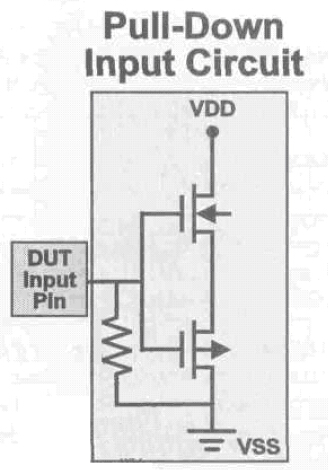 Pull-Down
Input Circuit
VDD
DUT
Input
Pin
VSS